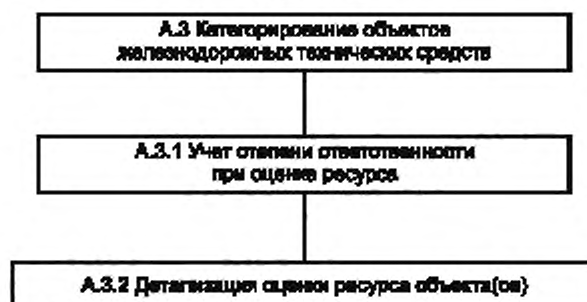 А.3 Категорирование объектов
железнодорожных технических средств
А.3.1 Учет степени ответственности
при оценке ресурса
А.3.2 Детализация оценки ресурса объекта(ов)